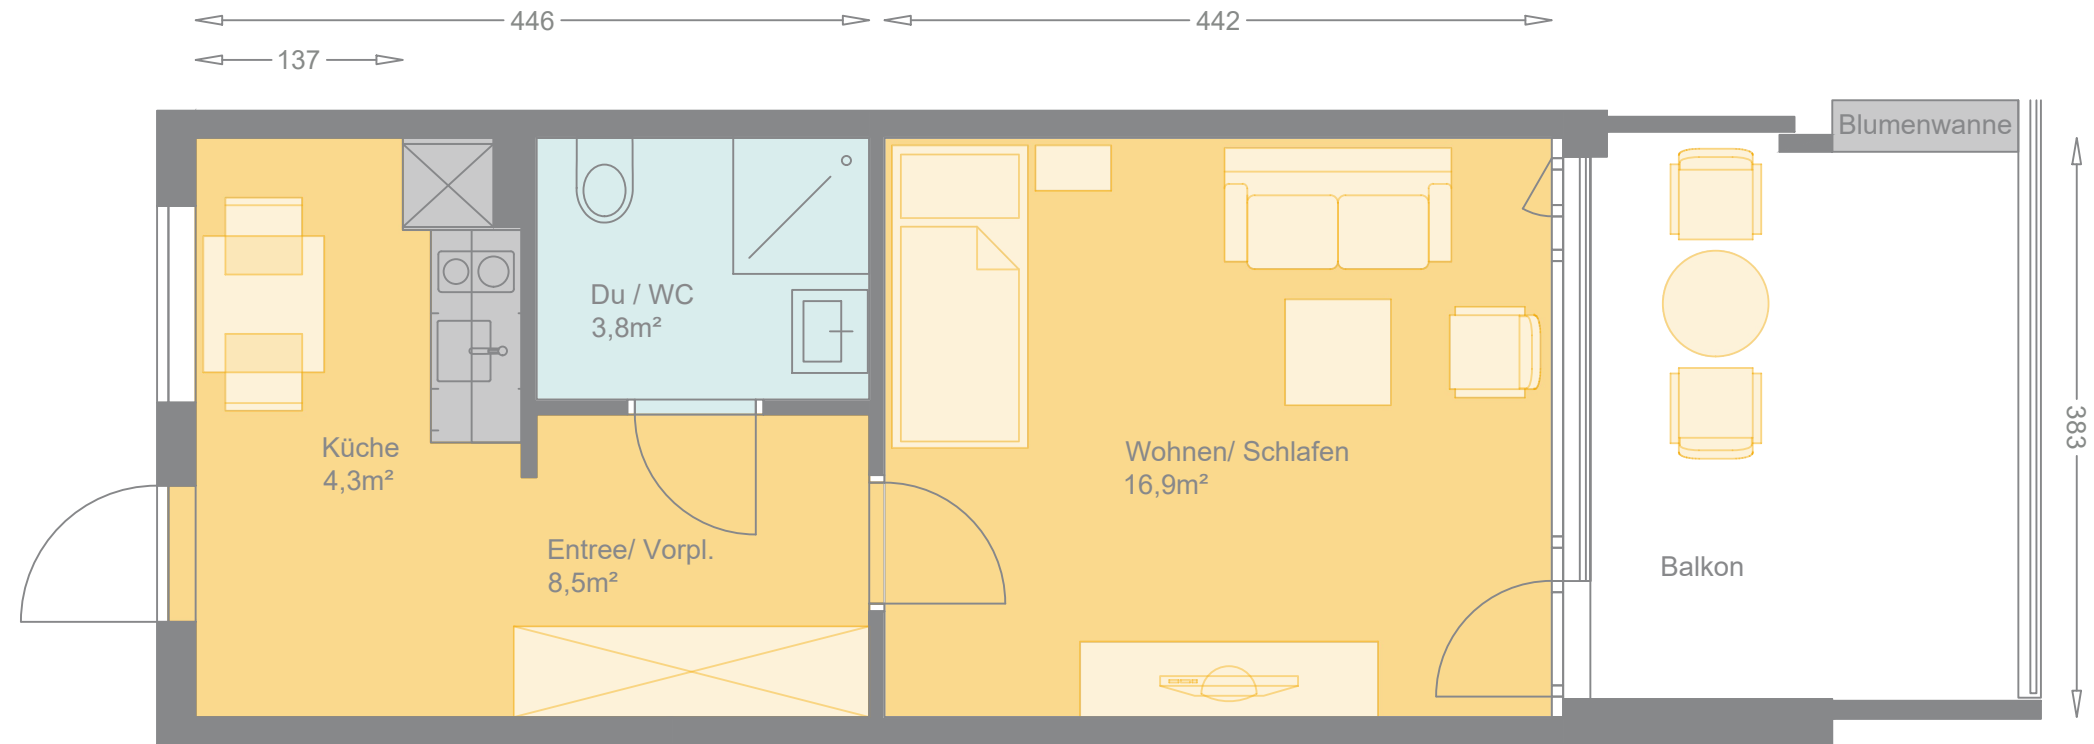 446
442
137
Blumenwanne
Du / WC
3,8m²
383
Küche
4,3m²
Wohnen/ Schlafen
16,9m²
Entree/ Vorpl.
8,5m²
Balkon